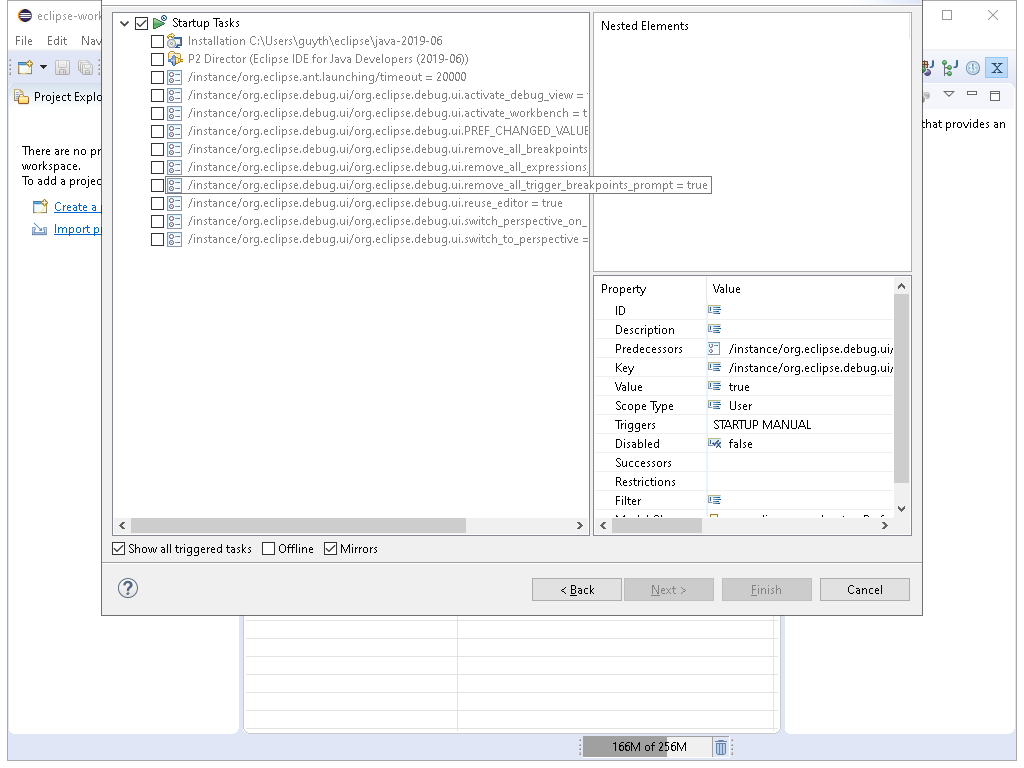 eclipse-work
File Edit Nav
Project Explo
There are no pr
workspace.
To add a projec
Create a
Import pr
Startup Tasks
Installation C:\Users\guyth\eclipse\java-2019-06
P2 Director (Eclipse IDE for Java Developers (2019-06))
/instance/org.eclipse.ant.launching/timeout = 20000
/instance/org.eclipse.debug.ui/org.eclipse.debug.ui.activate_debug_view =
/instance/org.eclipse.debug.ui/org.eclipse.debug.ui.activate_workbench = t
/instance/org.eclipse.debug.ui/org.eclipse.debug.ui.PREF_CHANGED_VALUE
/instance/org.eclipse.debug.ui/org.eclipse.debug.ui.remove_all_breakpoints
/instance/org.eclipse.debug.ui/org.eclipse.debug.ui.remove_all_expressions
/instance/org.eclipse.debug.ui/org.eclipse.debug.ui.remove_all_trigger_breakpoints_prompt = true
/instance/org.eclipse.debug.ui/org.eclipse.debug.ui.reuse_editor = true
/instance/org.eclipse.debug.ui/org.eclipse.debug.ui.switch_perspective_on_
/instance/org.eclipse.debug.ui/org.eclipse.debug.ui.switch_to_perspective =
Nested Elements
Property Value
ID
Description
Predecessors /instance/org.eclipse.debug.ui/
Key /instance/org.eclipse.debug.ui/
Value true
Scope Type User
Triggers STARTUP MANUAL
Disabled false
Successors
Restrictions
Filter
that provides an
Show all triggered tasks Offline Mirrors
? < Back Next > Finish Cancel
166M of 256M